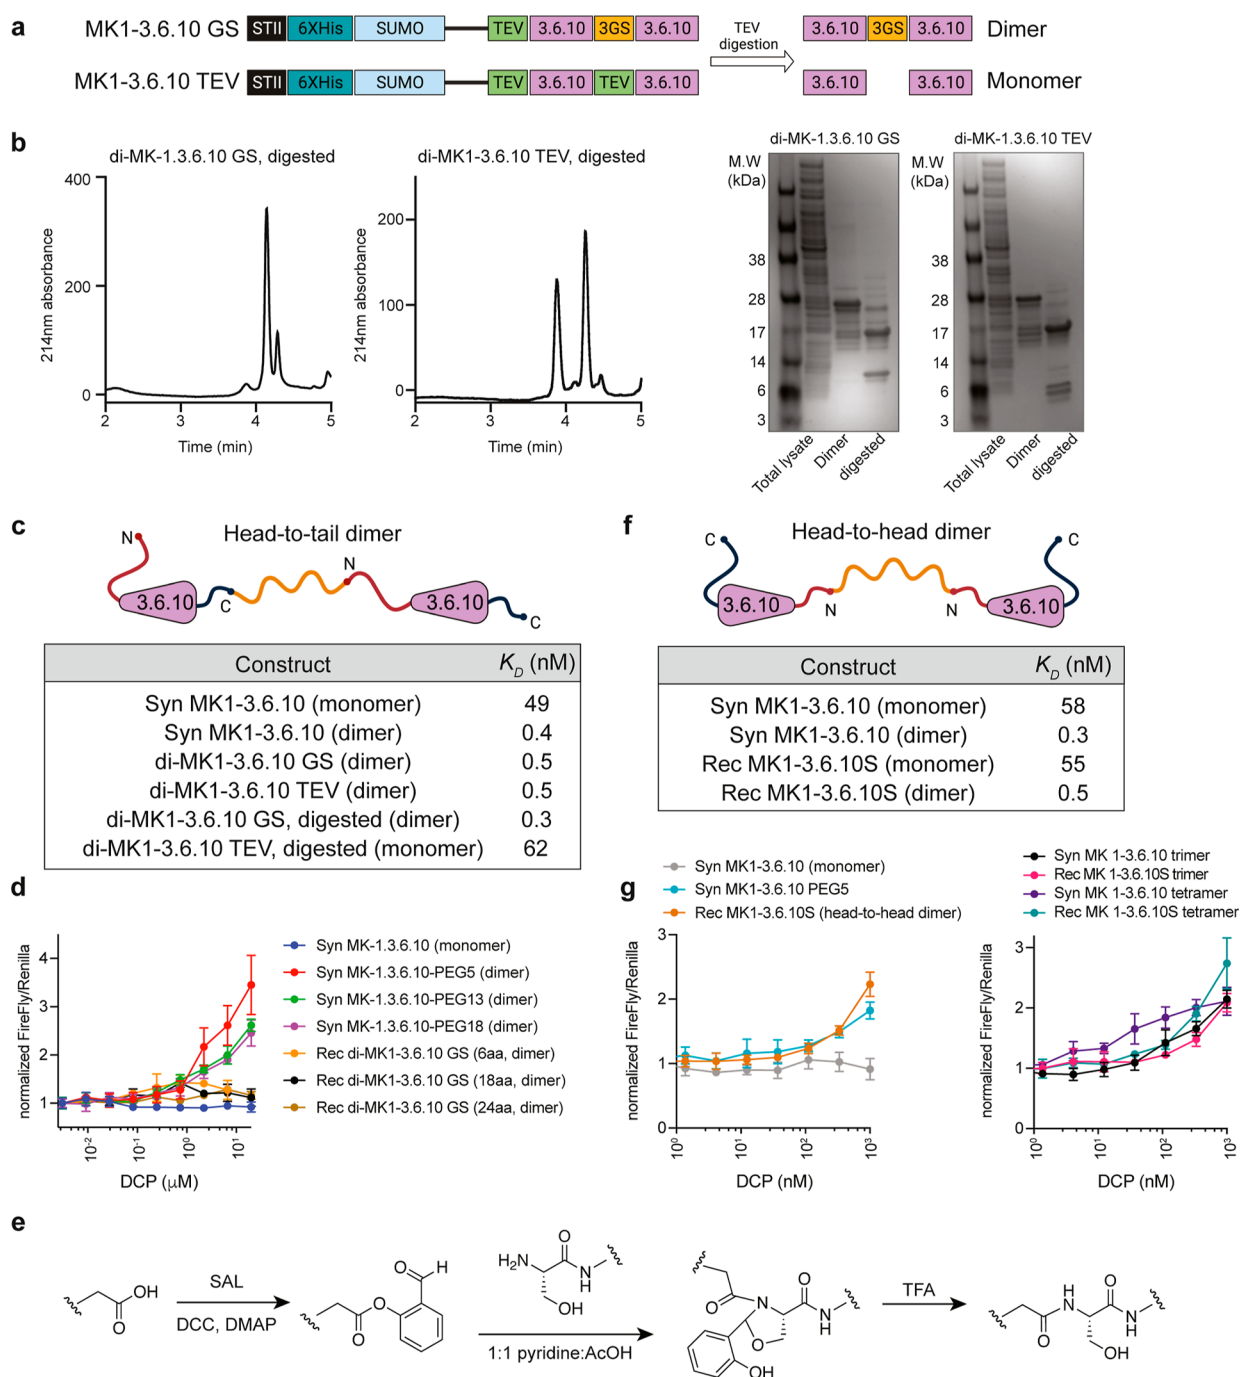 a
MK1-3.6.10 GS STII 6XHis SUMO TEV 3.6.10 3GS 3.6.10 TEV digestion 3.6.10 3GS 3.6.10 Dimer
MK1-3.6.10 TEV STII 6XHis SUMO TEV 3.6.10 TEV 3.6.10 3.6.10 3.6.10 Monomer
b
di-MK-1.3.6.10 GS, digested
400
200
0
214nm absorbance
2 3 4 5
Time (min)
di-MK1-3.6.10 TEV, digested
200
100
0
214nm absorbance
2 3 4 5
Time (min)
di-MK-1.3.6.10 GS
M.W
(kDa)
38
28
17
14
6
3
Total lysate
Dimer
digested
di-MK-1.3.6.10 TEV
M.W
(kDa)
38
28
17
14
6
3
Total lysate
Dimer
digested
c
Head-to-tail dimer
N
3.6.10
C
N
3.6.10
C
Construct K_D (nM)
Syn MK1-3.6.10 (monomer) 49
Syn MK1-3.6.10 (dimer) 0.4
di-MK1-3.6.10 GS (dimer) 0.5
di-MK1-3.6.10 TEV (dimer) 0.5
di-MK1-3.6.10 GS, digested (dimer) 0.3
di-MK1-3.6.10 TEV, digested (monomer) 62
f
Head-to-head dimer
C
3.6.10
N
N
3.6.10
C
Construct K_D (nM)
Syn MK1-3.6.10 (monomer) 58
Syn MK1-3.6.10 (dimer) 0.3
Rec MK1-3.6.10S (monomer) 55
Rec MK1-3.6.10S (dimer) 0.5
d
normalized FireFly/Renilla
4
3
2
1
10⁻² 10⁻¹ 10⁰ 10¹
DCP (μM)
Syn MK-1.3.6.10 (monomer)
Syn MK-1.3.6.10-PEG5 (dimer)
Syn MK-1.3.6.10-PEG13 (dimer)
Syn MK-1.3.6.10-PEG18 (dimer)
Rec di-MK1-3.6.10 GS (6aa, dimer)
Rec di-MK1-3.6.10 GS (18aa, dimer)
Rec di-MK1-3.6.10 GS (24aa, dimer)
g
Syn MK1-3.6.10 (monomer)
Syn MK1-3.6.10 PEG5
Rec MK1-3.6.10S (head-to-head dimer)
normalized FireFly/Renilla
3
2
1
0
10⁰ 10¹ 10² 10³
DCP (nM)
Syn MK 1-3.6.10 trimer
Rec MK 1-3.6.10S trimer
Syn MK 1-3.6.10 tetramer
Rec MK 1-3.6.10S tetramer
normalized FireFly/Renilla
3
2
1
0
10⁰ 10¹ 10² 10³
DCP (nM)
e
OH
O
SAL
DCC, DMAP
O
H
O
O
H₂N
O
N
H
OH
1:1 pyridine:AcOH
O
N
O
N
H
O
OH
TFA
O
H
N
O
N
H
OH